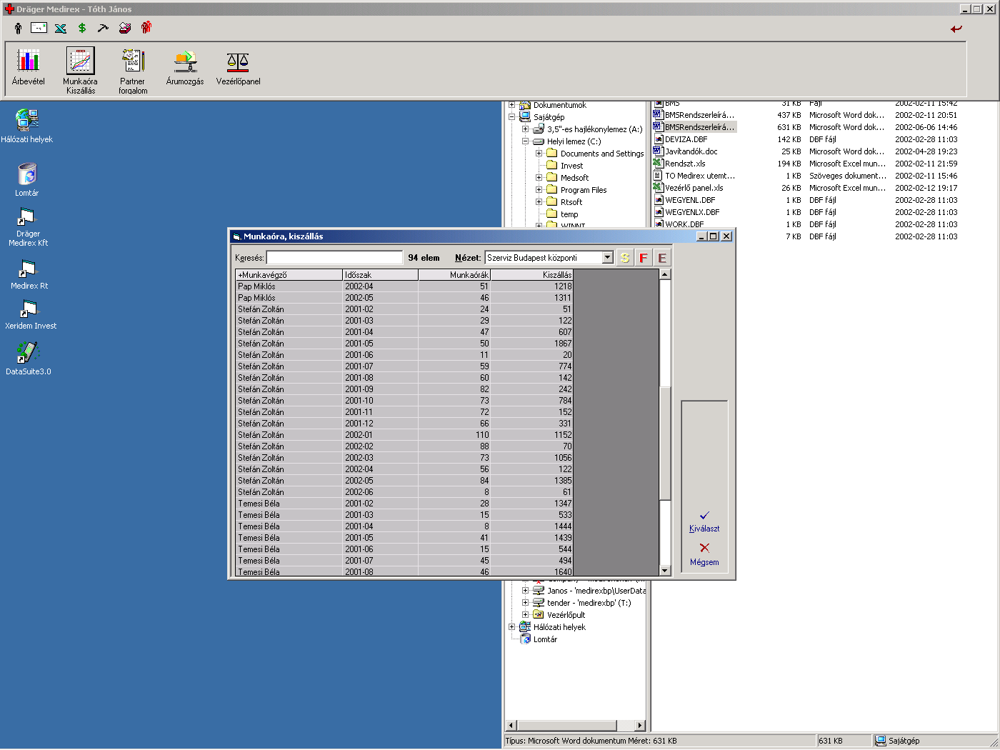 Dräger Medirex - Tóth János
Árbevétel
Munkaóra Kiszállás
Partner forgalom
Árumozgás
Vezérlőpanel
Hálózati helyek
Lomtár
Dräger Medirex Kft
Medirex Rt
Xeridem Invest
DataSuite3.0
Dokumentumok
Sajátgép
3,5"-es hajlékonylemez (A:)
Helyi lemez (C:)
Documents and Settings
Invest
Medsoft
Program Files
Rtsoft
temp
WINNT
BMS 31 KB Fájl 2002-02-11 15:42
BMSRendszerleírá... 437 KB Microsoft Word dok... 2002-02-11 20:51
BMSRendszerleírá... 631 KB Microsoft Word dok... 2002-06-06 14:46
DEVIZA.DBF 142 KB DBF fájl 2002-02-28 11:03
Javítandók.doc 25 KB Microsoft Word dok... 2002-04-28 19:23
Rendszt.xls 194 KB Microsoft Excel mun... 2002-02-11 21:59
TO Medirex utemt... 1 KB Szöveges dokument... 2002-02-11 15:46
Vezérlő panel.xls 26 KB Microsoft Excel mun... 2002-02-12 19:17
WEGYENL.DBF 1 KB DBF fájl 2002-02-28 11:03
WEGYENLX.DBF 1 KB DBF fájl 2002-02-28 11:03
WORK.DBF 1 KB DBF fájl 2002-02-28 11:03
7 KB DBF fájl 2002-02-28 11:03
Munkaóra, kiszállás
Keresés: 94 elem Nézet: Szerviz Budapest központi S F E
+Munkavégző Időszak Munkaórák Kiszállás
Pap Miklós 2002-04 51 1218
Pap Miklós 2002-05 46 1311
Stefán Zoltán 2001-02 24 51
Stefán Zoltán 2001-03 29 122
Stefán Zoltán 2001-04 47 607
Stefán Zoltán 2001-05 50 1867
Stefán Zoltán 2001-06 11 20
Stefán Zoltán 2001-07 59 774
Stefán Zoltán 2001-08 60 142
Stefán Zoltán 2001-09 82 242
Stefán Zoltán 2001-10 73 784
Stefán Zoltán 2001-11 72 152
Stefán Zoltán 2001-12 66 331
Stefán Zoltán 2002-01 110 1152
Stefán Zoltán 2002-02 88 70
Stefán Zoltán 2002-03 73 1056
Stefán Zoltán 2002-04 56 122
Stefán Zoltán 2002-05 84 1385
Stefán Zoltán 2002-06 8 61
Temesi Béla 2001-02 28 1347
Temesi Béla 2001-03 15 533
Temesi Béla 2001-04 8 1444
Temesi Béla 2001-05 41 1439
Temesi Béla 2001-06 15 544
Temesi Béla 2001-07 45 494
Temesi Béla 2001-08 46 1640
Kiválaszt
Mégsem
Janos - 'medirexbp\UserData
tender - 'medirexbp' (T:)
Vezérlőpult
Hálózati helyek
Lomtár
Típus: Microsoft Word dokumentum Méret: 631 KB 631 KB Sajátgép